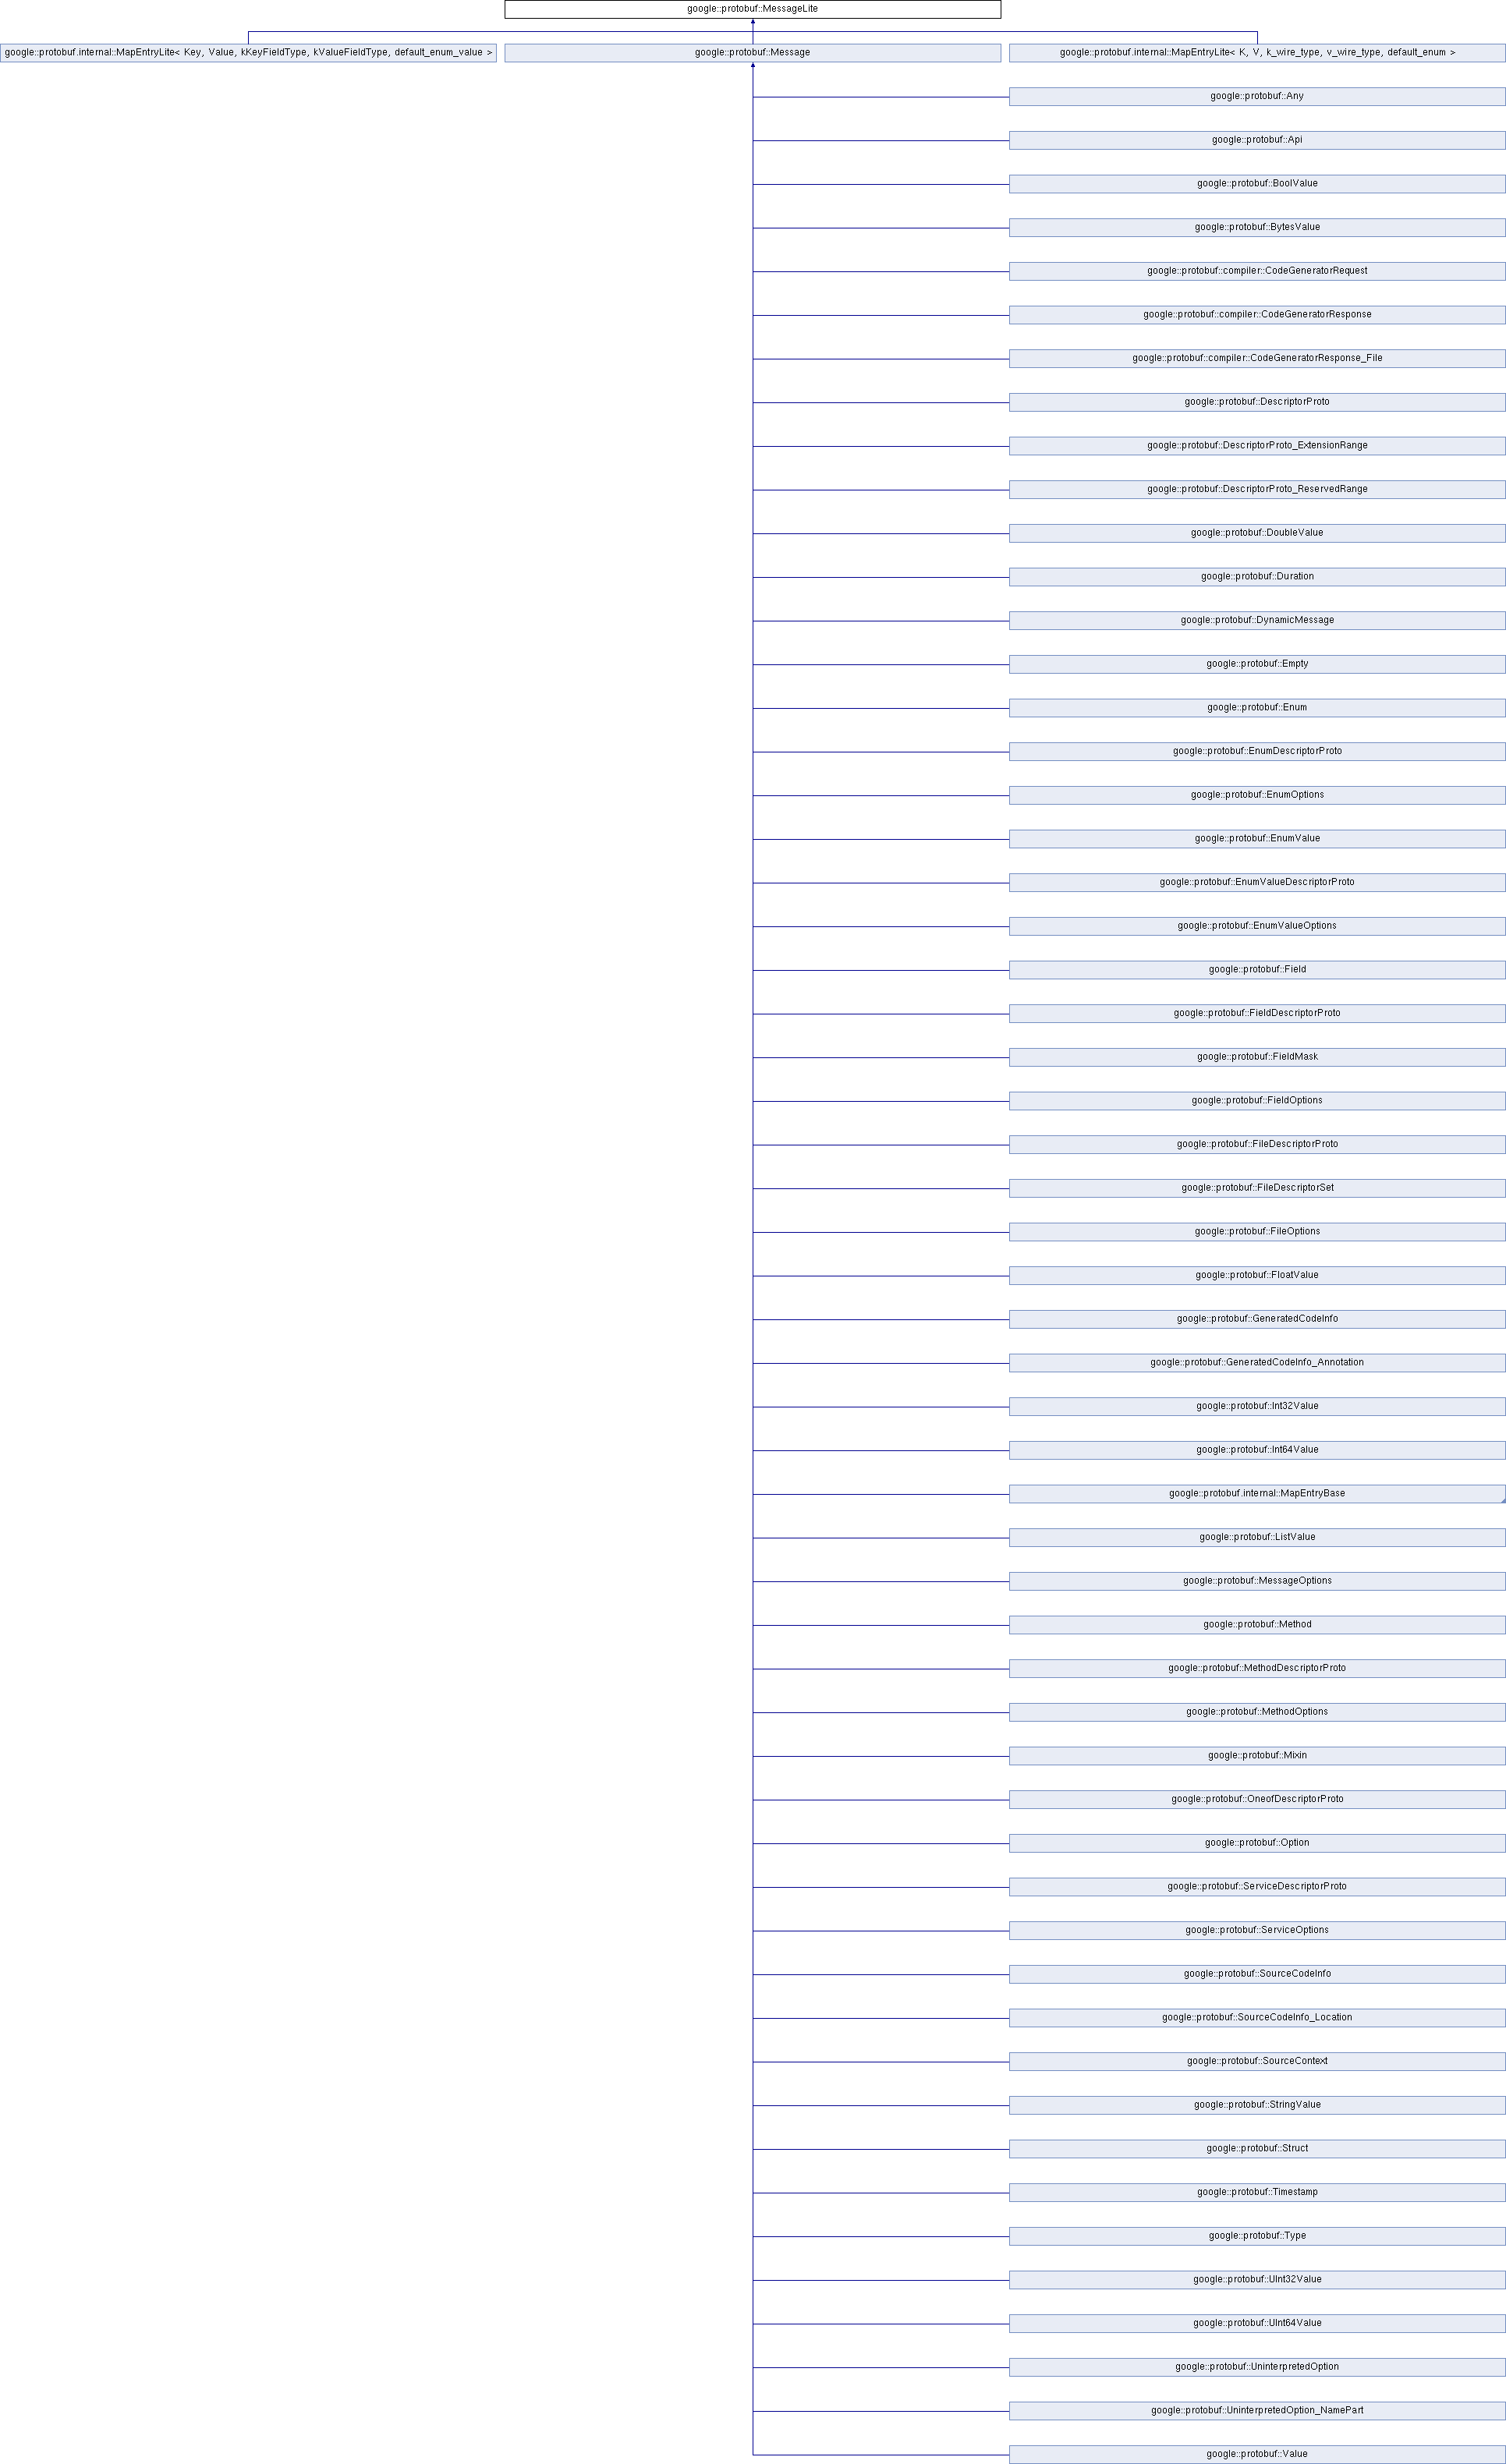 google::protobuf::MessageLite
google::protobuf.internal::MapEntryLite< Key, Value, kKeyFieldType, kValueFieldType, default_enum_value >
google::protobuf::Message
google::protobuf.internal::MapEntryLite< K, V, k_wire_type, v_wire_type, default_enum >
google::protobuf::Any
google::protobuf::Api
google::protobuf::BoolValue
google::protobuf::BytesValue
google::protobuf::compiler::CodeGeneratorRequest
google::protobuf::compiler::CodeGeneratorResponse
google::protobuf::compiler::CodeGeneratorResponse_File
google::protobuf::DescriptorProto
google::protobuf::DescriptorProto_ExtensionRange
google::protobuf::DescriptorProto_ReservedRange
google::protobuf::DoubleValue
google::protobuf::Duration
google::protobuf::DynamicMessage
google::protobuf::Empty
google::protobuf::Enum
google::protobuf::EnumDescriptorProto
google::protobuf::EnumOptions
google::protobuf::EnumValue
google::protobuf::EnumValueDescriptorProto
google::protobuf::EnumValueOptions
google::protobuf::Field
google::protobuf::FieldDescriptorProto
google::protobuf::FieldMask
google::protobuf::FieldOptions
google::protobuf::FileDescriptorProto
google::protobuf::FileDescriptorSet
google::protobuf::FileOptions
google::protobuf::FloatValue
google::protobuf::GeneratedCodeInfo
google::protobuf::GeneratedCodeInfo_Annotation
google::protobuf::Int32Value
google::protobuf::Int64Value
google::protobuf.internal::MapEntryBase
google::protobuf::ListValue
google::protobuf::MessageOptions
google::protobuf::Method
google::protobuf::MethodDescriptorProto
google::protobuf::MethodOptions
google::protobuf::Mixin
google::protobuf::OneofDescriptorProto
google::protobuf::Option
google::protobuf::ServiceDescriptorProto
google::protobuf::ServiceOptions
google::protobuf::SourceCodeInfo
google::protobuf::SourceCodeInfo_Location
google::protobuf::SourceContext
google::protobuf::StringValue
google::protobuf::Struct
google::protobuf::Timestamp
google::protobuf::Type
google::protobuf::UInt32Value
google::protobuf::UInt64Value
google::protobuf::UninterpretedOption
google::protobuf::UninterpretedOption_NamePart
google::protobuf::Value